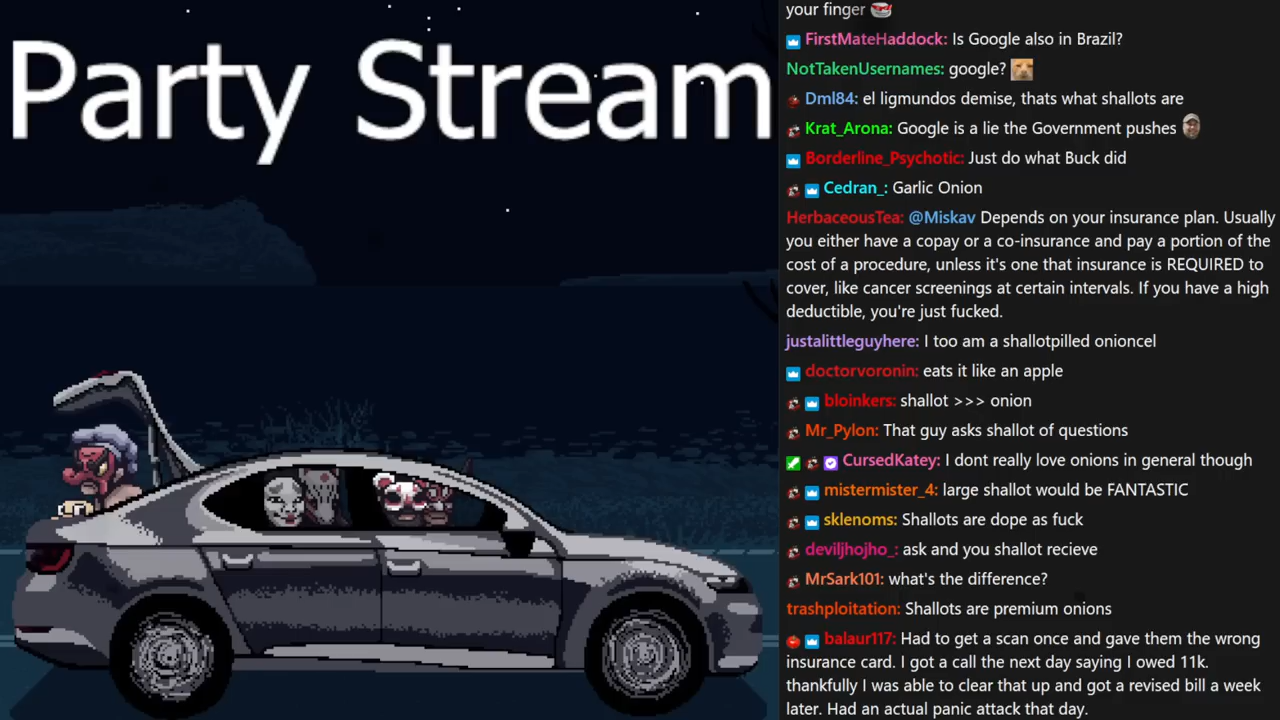 Party Stream
your finger
FirstMateHaddock: Is Google also in Brazil?
NotTakenUsernames: google?
Dml84: el ligmundos demise, thats what shallots are
Krat_Arona: Google is a lie the Government pushes
Borderline_Psychotic: Just do what Buck did
Cedran_: Garlic Onion
HerbaceousTea: @Miskav Depends on your insurance plan. Usually
you either have a copay or a co-insurance and pay a portion of the
cost of a procedure, unless it's one that insurance is REQUIRED to
cover, like cancer screenings at certain intervals. If you have a high
deductible, you're just fucked.
justalittleguyhere: I too am a shallotpilled onioncel
doctorvoronin: eats it like an apple
bloinkers: shallot >>> onion
Mr_Pylon: That guy asks shallot of questions
CursedKatey: I dont really love onions in general though
mistermister_4: large shallot would be FANTASTIC
sklenoms: Shallots are dope as fuck
deviljhojho_: ask and you shallot recieve
MrSark101: what's the difference?
trashploitation: Shallots are premium onions
balaur117: Had to get a scan once and gave them the wrong
insurance card. I got a call the next day saying I owed 11k.
thankfully I was able to clear that up and got a revised bill a week
later. Had an actual panic attack that day.